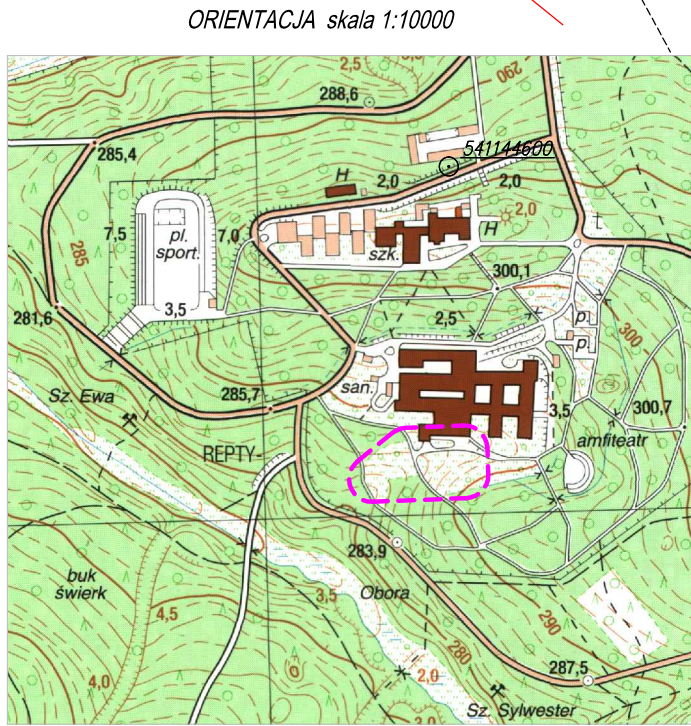 ORIENTACJA skala 1:10000
290
288,6
541144600
285,4
H
2,0
2,0
2,0
7,5
pl.
sport.
7,0
H
szk.
285
300,1
281,6
3,5
2,5
p.
300
p.
san.
Sz. Ewa
285,7
3,5
300,7
amfiteatr
REPTY-
283,9
buk
świerk
4,5
3,5
Obora
290
280
287,5
4,0
2,0
Sz. Sylwester
3,0